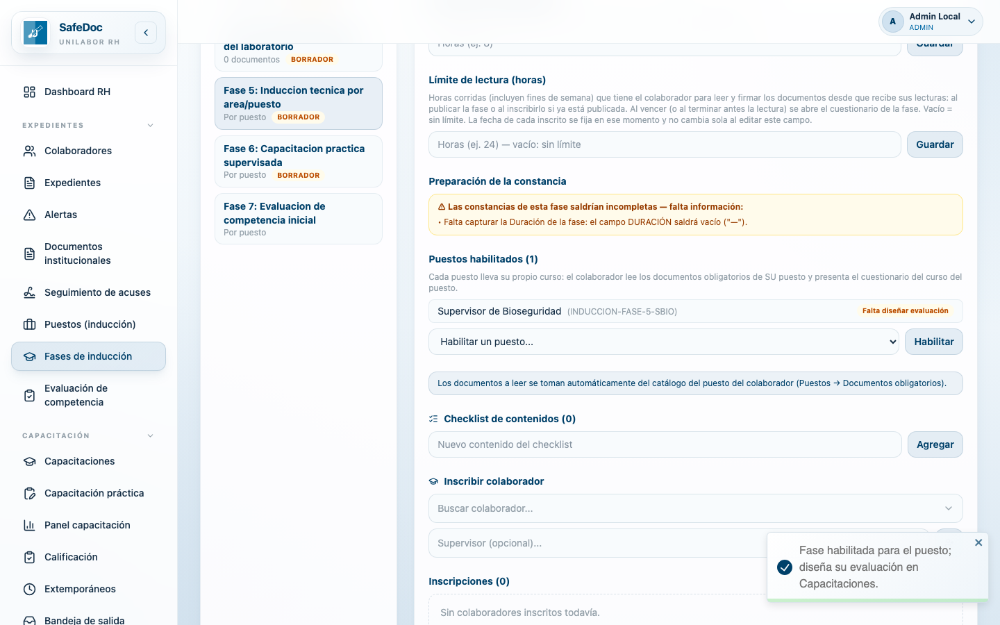 SafeDoc
UNILABOR RH
Dashboard RH
EXPEDIENTES
Colaboradores
Expedientes
Alertas
Documentos
institucionales
Seguimiento de acuses
Puestos (inducción)
Fases de inducción
Evaluación de
competencia
CAPACITACIÓN
Capacitaciones
Capacitación práctica
Panel capacitación
Calificación
Extemporáneos
Bandeja de salida
A
Admin Local
ADMIN
del laboratorio
0 documentos BORRADOR
Fase 5: Induccion tecnica por
area/puesto
Por puesto BORRADOR
Fase 6: Capacitacion practica
supervisada
Por puesto BORRADOR
Fase 7: Evaluacion de
competencia inicial
Por puesto
Horas (ej. 8) Guardar
Límite de lectura (horas)
Horas corridas (incluyen fines de semana) que tiene el colaborador para leer y firmar los documentos desde que recibe sus lecturas: al
publicar la fase o al inscribirlo si ya está publicada. Al vencer (o al terminar antes la lectura) se abre el cuestionario de la fase. Vacío =
sin límite. La fecha de cada inscrito se fija en ese momento y no cambia sola al editar este campo.
Horas (ej. 24) — vacío: sin límite Guardar
Preparación de la constancia
⚠ Las constancias de esta fase saldrían incompletas — falta información:
• Falta capturar la Duración de la fase: el campo DURACIÓN saldrá vacío ("—").
Puestos habilitados (1)
Cada puesto lleva su propio curso: el colaborador lee los documentos obligatorios de SU puesto y presenta el cuestionario del curso del
puesto.
Supervisor de Bioseguridad (INDUCCION-FASE-5-SBIO) Falta diseñar evaluación
Habilitar un puesto... Habilitar
Los documentos a leer se toman automáticamente del catálogo del puesto del colaborador (Puestos → Documentos obligatorios).
Checklist de contenidos (0)
Nuevo contenido del checklist Agregar
Inscribir colaborador
Buscar colaborador...
Supervisor (opcional)...
Inscripciones (0)
Sin colaboradores inscritos todavía.
Fase habilitada para el puesto;
diseña su evaluación en
Capacitaciones.